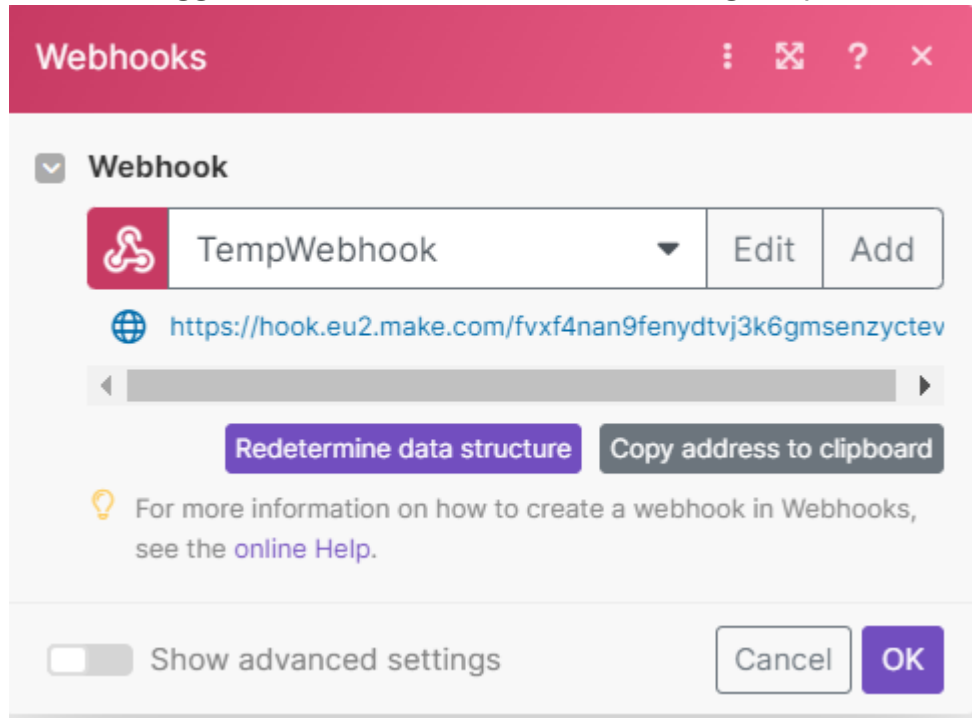 Webhooks
?
Webhook
TempWebhook
Edit
Add
https://hook.eu2.make.com/fvxf4nan9fenydtvj3k6gmsenzyctev
Redetermine data structure
Copy address to clipboard
For more information on how to create a webhook in Webhooks,
see the online Help.
Show advanced settings
Cancel
OK